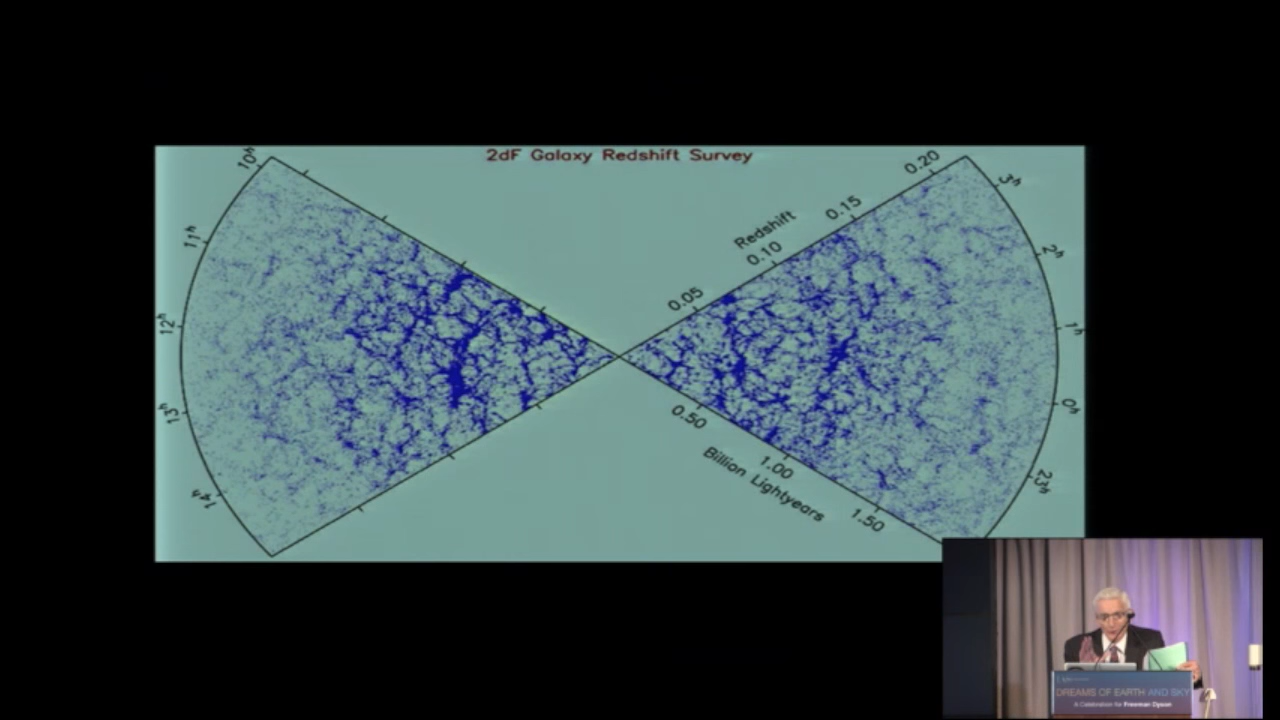 2dF Galaxy Redshift Survey
10h
11h
12h
13h
14h
Redshift
0.05
0.10
0.15
0.20
3h
2h
1h
0h
23h
0.50
1.00
1.50
Billion Lightyears
DREAMS OF EARTH AND SKY
A Celebration for Freeman Dyson